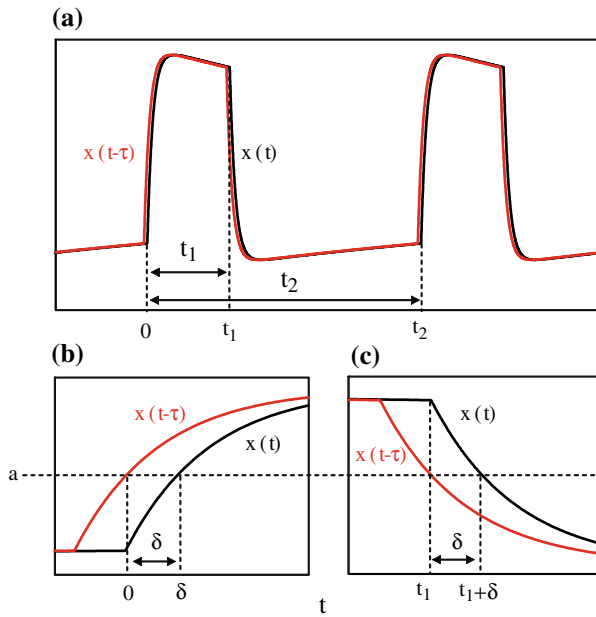 (a)
x (t-τ)
x (t)
t₁
t₂
0
t₁
t₂
(b)
(c)
x (t-τ)
x (t)
x (t)
x (t-τ)
a
δ
δ
0
δ
t
t₁
t₁+δ